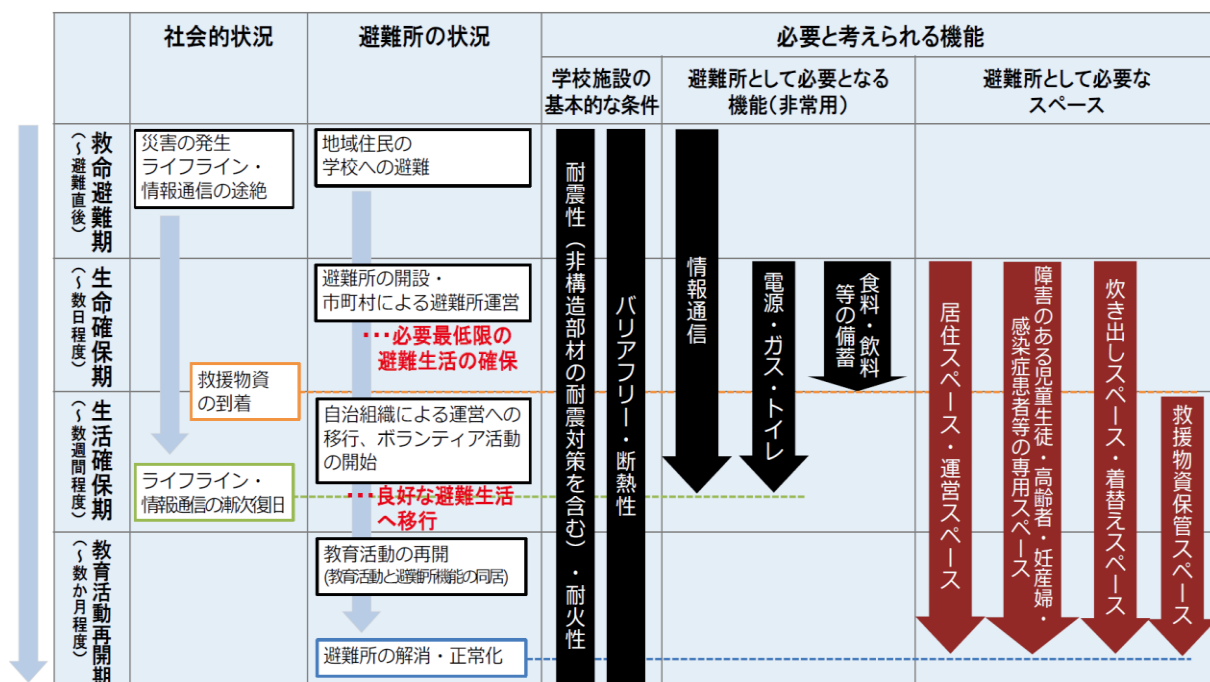 社会的状況
避難所の状況
必要と考えられる機能
学校施設の
基本的な条件
避難所として必要となる
機能(非常用)
避難所として必要な
スペース
救命避難期
(～避難直後)
災害の発生
ライフライン・
情報通信の途絶
地域住民の
学校への避難
生命確保期
(～数日程度)
避難所の開設・
市町村による避難所運営
･･･必要最低限の
避難生活の確保
救援物資
の到着
生活確保期
(～数週間程度)
自治組織による運営への
移行、ボランティア活動
の開始
ライフライン・
情報通信の漸次復旧
･･･良好な避難生活
へ移行
教育活動再開期
(～数か月程度)
教育活動の再開
(教育活動と避難所機能の同居)
避難所の解消・正常化
耐震性(非構造部材の耐震対策を含む)・耐火性
バリアフリー・断熱性
情報通信
電源・ガス・トイレ
食料・飲料
等の備蓄
居住スペース・運営スペース
障害のある児童生徒・高齢者・妊産婦・
感染症患者等の専用スペース
炊き出しスペース・着替えスペース
救援物資保管スペース